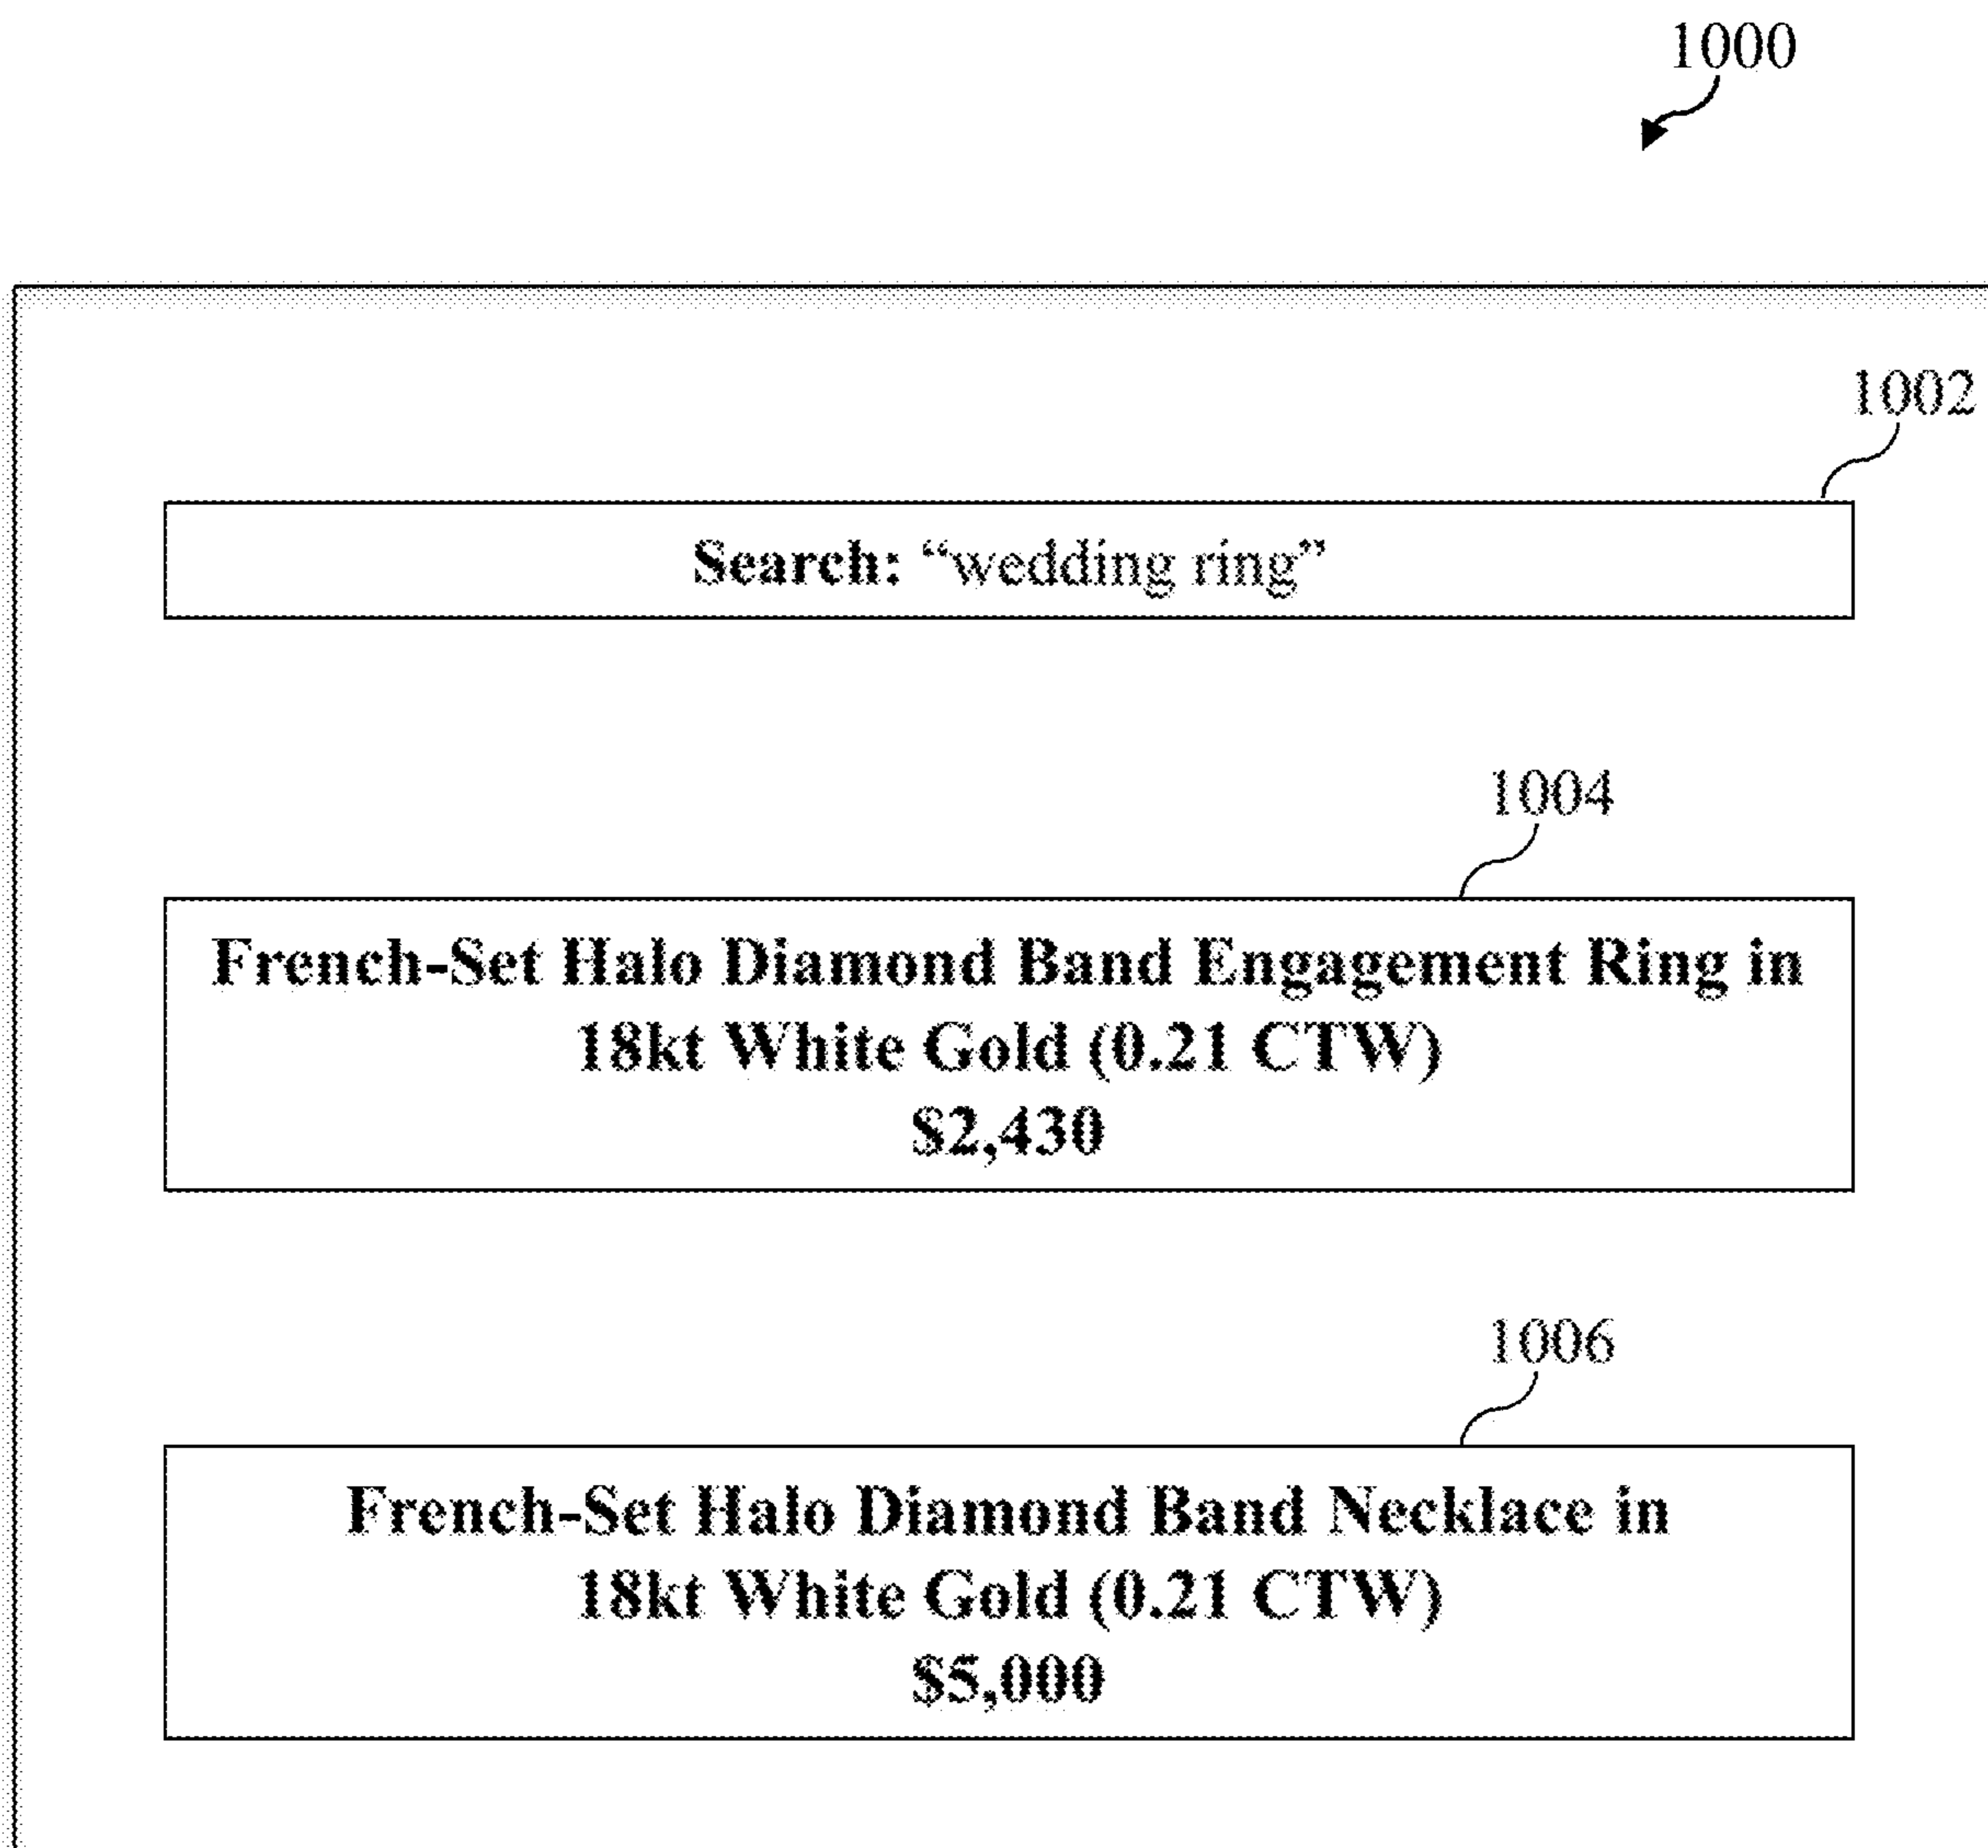 1000
1002
Search: “wedding ring”
1004
French-Set Halo Diamond Band Engagement Ring in
18kt White Gold (0.21 CTW)
$2,430
1006
French-Set Halo Diamond Band Necklace in
18kt White Gold (0.21 CTW)
$5,000